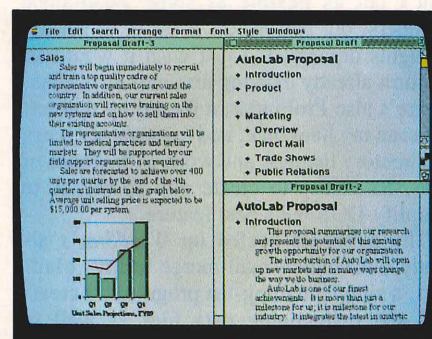 File Edit Search Arrange Format Font Style Windows
Proposal Draft-3
Sales
Sales will begin immediately to recruit
and train a top quality cadre of
representative organizations around the
country. In addition, our current sales
organization will receive training on the
new systems and on how to sell them into
their existing accounts.
The representative organizations will be
limited to medical practices and tertiary
markets. They will be supported by our
field support organization as required.
Sales are forecasted to achieve over 400
units per quarter by the end of the 4th
quarter as illustrated in the graph below.
Average unit selling price is expected to be
$15,000.00 per system.
Q1 Q2 Q3 Q4
Unit Sales Projections, FY89
Proposal Draft
AutoLab Proposal
Introduction
Product
Marketing
Overview
Direct Mail
Trade Shows
Public Relations
Proposal Draft-2
AutoLab Proposal
Introduction
This proposal summarizes our research
and presents the potential of this exciting
growth opportunity for our organization.
The introduction of Auto Lab will open
up new markets and in many ways change
the way we do business.
AutoLab is one of our finest
achievements. It is more than just a
milestone for us; it is milestone for our
industry. It integrates the latest in analytic